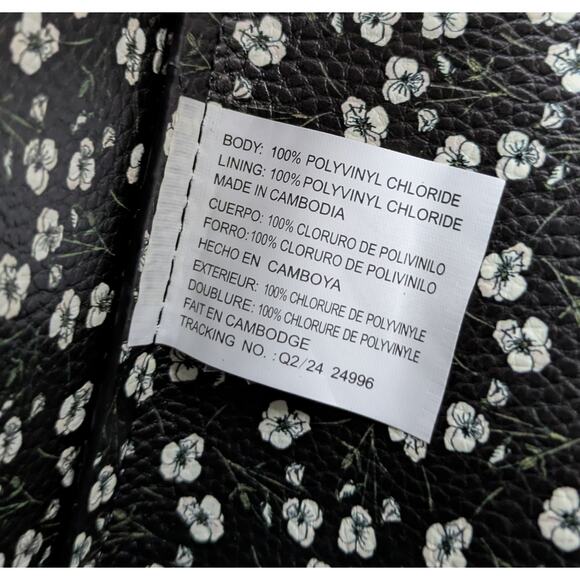 BODY: 100% POLYVINYL CHLORIDE
LINING: 100% POLYVINYL CHLORIDE
MADE IN CAMBODIA
CUERPO: 100% CLORURO DE POLIVINILO
FORRO: 100% CLORURO DE POLIVINILO
HECHO EN CAMBOYA
EXTERIEUR: 100% CHLORURE DE POLYVINYLE
DOUBLURE: 100% CHLORURE DE POLYVINYLE
FAIT EN CAMBODGE
TRACKING NO. :Q2/24 24996